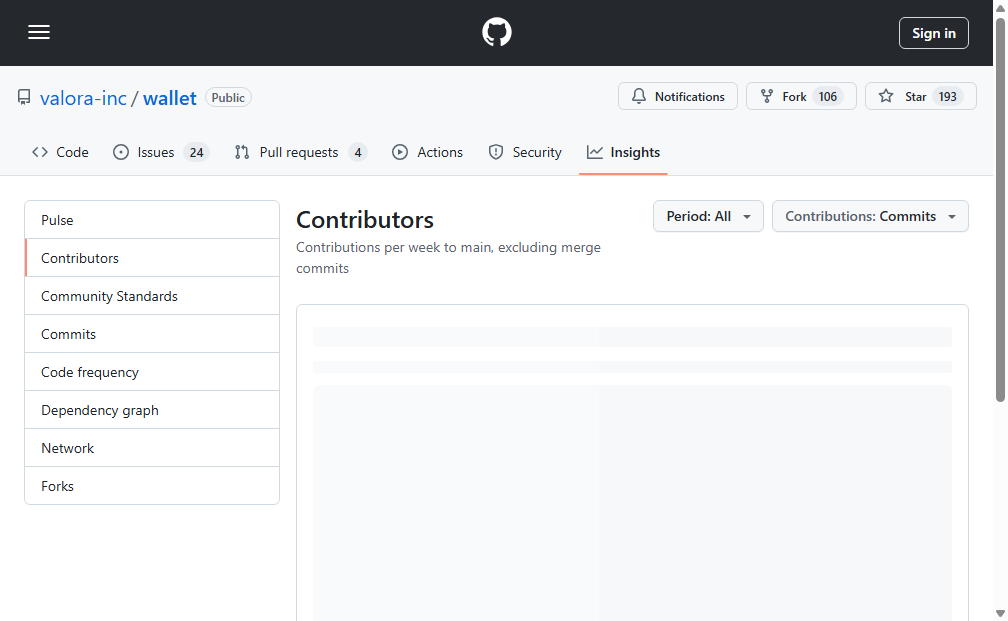 Sign in
valora-inc / wallet Public
Notifications
Fork 106
Star 193
Code
Issues 24
Pull requests 4
Actions
Security
Insights
Pulse
Contributors
Community Standards
Commits
Code frequency
Dependency graph
Network
Forks
Contributors
Contributions per week to main, excluding merge
commits
Period: All
Contributions: Commits